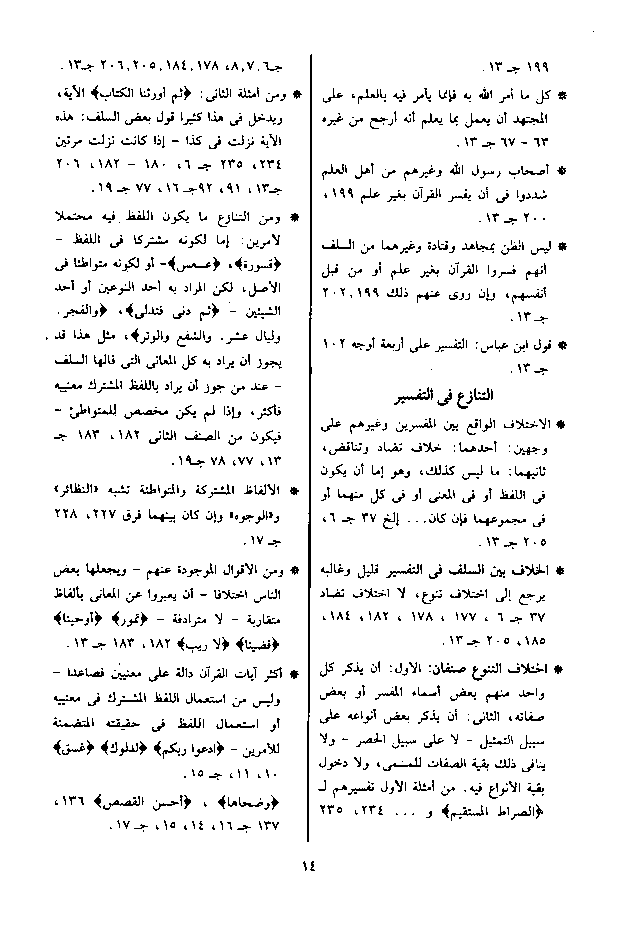 ١٩٩ جـ ١٣.
* كل ما أمر الله به فإنما يأمر فيه بالعلم، على
المجتهد أن يعمل بما يعلم أنه أرجح من غيره
٦٣ – ٦٧ جـ ١٣.
* أصحاب رسول الله وغيرهم من أهل العلم
شددوا فى أن يفسر القرآن بغير علم ١٩٩،
٢٠٠ جـ ١٣.
* ليس الظن بمجاهد وقتادة وغيرهما من السلف
أنهم فسروا القرآن بغير علم أو من قبل
أنفسهم، وإن روى عنهم ذلك ١٩٩، ٢٠٢
جـ ١٣.
* قول ابن عباس: التفسير على أربعة أوجه ١٠٢
جـ ١٣.
التنازع فى التفسير
* الاختلاف الواقع بين المفسرين وغيرهم على
وجهين: أحدهما: خلاف تضاد وتناقض،
ثانيهما: ما ليس كذلك، وهو إما أن يكون
فى اللفظ أو فى المعنى أو فى كل منهما أو
فى مجموعهما فإن كان... إلخ ٣٧ جـ ٦،
٢٠٥ جـ ١٣.
* الخلاف بين السلف فى التفسير قليل وغالبه
يرجع إلى اختلاف تنوع، لا اختلاف تضاد
٣٧ جـ ٦ ، ١٧٧ ، ١٧٨ ، ١٨٢ ، ١٨٤،
١٨٥، ٢٠٥ جـ ١٣.
* اختلاف التنوع صنفان: الأول: أن يذكر كل
واحد منهم بعض أسماء المفسر أو بعض
صفاته، الثانى: أن يذكر بعض أنواعه على
سبيل التمثيل – لا على سبيل الحصر – ولا
ينافى ذلك بقية الصفات للمسمى، ولا دخول
بقية الأنواع فيه. من أمثلة الأول تفسيرهم لـ
﴿الصراط المستقيم﴾ و ... ٢٣٤، ٢٣٥
جـ٦، ٧، ٨، ١٧٨، ١٨٤، ٢٠٥، ٢٠٦ جـ١٣.
* ومن أمثلة الثانى: ﴿ثم أورثنا الكتاب﴾ الآية،
ويدخل فى هذا كثيرا قول بعض السلف: هذه
الآية نزلت فى كذا – إذا كانت نزلت مرتين
٢٣٤، ٢٣٥ جـ ٦، ١٨٠ – ١٨٢، ٢٠٦
جـ١٣، ٩١، ٩٢جـ١٦، ٧٧ جـ١٩.
* ومن التنازع ما يكون اللفظ فيه محتملا
لأمرين: إما لكونه مشتركا فى اللفظ –
﴿قسورة﴾، ﴿عسعس﴾– أو لكونه متواطئا فى
الأصل، لكن المراد به أحد النوعين أو أحد
الشيئين – ﴿ثم دنى فتدلى﴾، ﴿والفجر.
وليال عشر. والشفع والوتر﴾، مثل هذا قد
يجوز أن يراد به كل المعانى التى قالها السلف
– عند من جوز أن يراد باللفظ المشترك معنييه
فأكثر، وإذا لم يكن مخصص للمتواطئ –
فيكون من الصنف الثانى ١٨٢، ١٨٣ جـ
١٣، ٧٧، ٧٨ جـ١٩.
* الألفاظ المشتركة والمتواطئة تشبه «النظائر»
و«الوجوه» وإن كان بينهما فرق ٢٢٧، ٢٢٨
جـ ١٧.
* ومن الأقوال الموجودة عنهم – ويجعلها بعض
الناس اختلافا – أن يعبروا عن المعانى بألفاظ
متقاربة – لا مترادفة – ﴿تمور﴾ ﴿أوحينا﴾
﴿قضينا﴾ ﴿لا ريب﴾ ١٨٢، ١٨٣ جـ ١٣.
* أكثر آيات القرآن دالة على معنيين فصاعدا –
وليس من استعمال اللفظ المشترك فى معنييه
أو استعمال اللفظ فى حقيقته المتضمنة
للأمرين – ﴿ادعوا ربكم﴾ ﴿لدلوك﴾ ﴿غسق﴾
١٠، ١١، جـ ١٥.
﴿وضحاها﴾ ، ﴿أحسن القصص﴾ ١٣٦،
١٣٧ جـ ١٦، ١٤، ١٥، جـ ١٧.
١٤